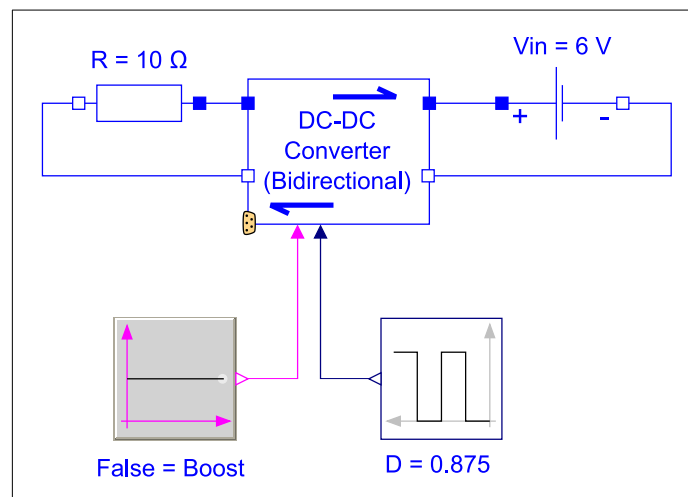 Vin = 6 V
R = 10 Ω
DC-DC
Converter
(Bidirectional)
+
-
False = Boost
D = 0.875